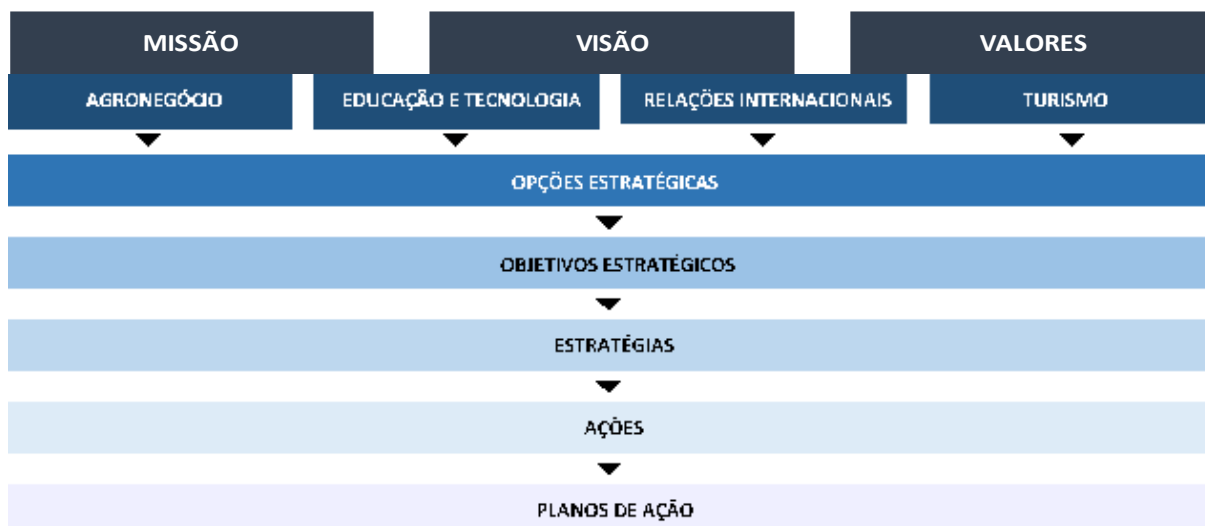 MISSÃO
VISÃO
VALORES
AGRONEGÓCIO
EDUCAÇÃO E TECNOLOGIA
RELAÇÕES INTERNACIONAIS
TURISMO
OPÇÕES ESTRATÉGICAS
OBJETIVOS ESTRATÉGICOS
ESTRATÉGIAS
AÇÕES
PLANOS DE AÇÃO